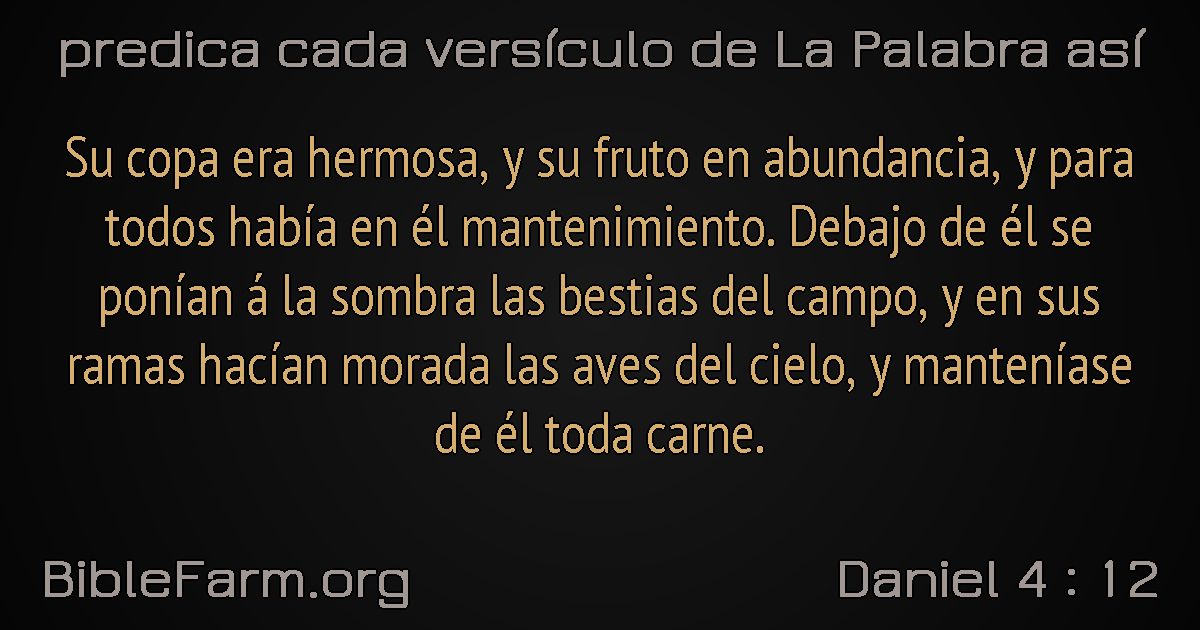 predica cada versículo de La Palabra así
Su copa era hermosa, y su fruto en abundancia, y para
todos había en él mantenimiento. Debajo de él se
ponían á la sombra las bestias del campo, y en sus
ramas hacían morada las aves del cielo, y manteníase
de él toda carne.
BibleFarm.org
Daniel 4 : 12